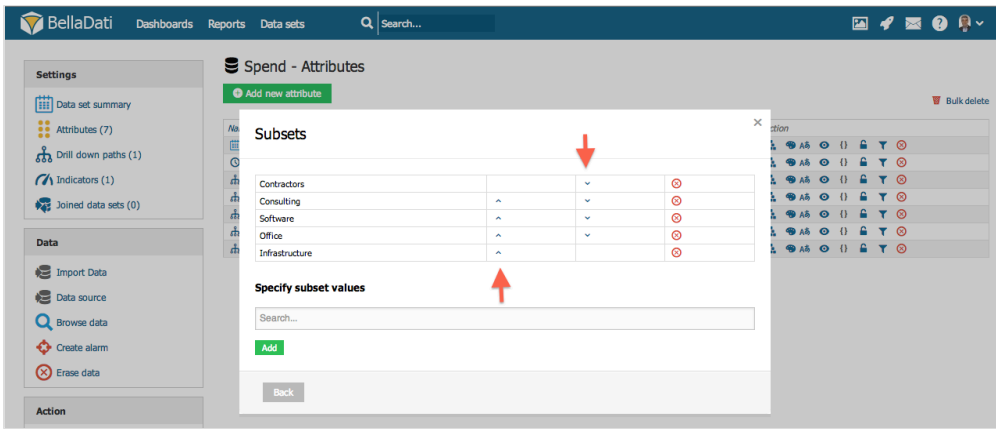 BellaDati Dashboards Reports Data sets Search...
Settings
Data set summary
Attributes (7)
Drill down paths (1)
Indicators (1)
Joined data sets (0)
Data
Import Data
Data source
Browse data
Create alarm
Erase data
Action
Spend - Attributes
Add new attribute
Bulk delete
Subsets
Contractors
Consulting
Software
Office
Infrastructure
Specify subset values
Search...
Add
Back